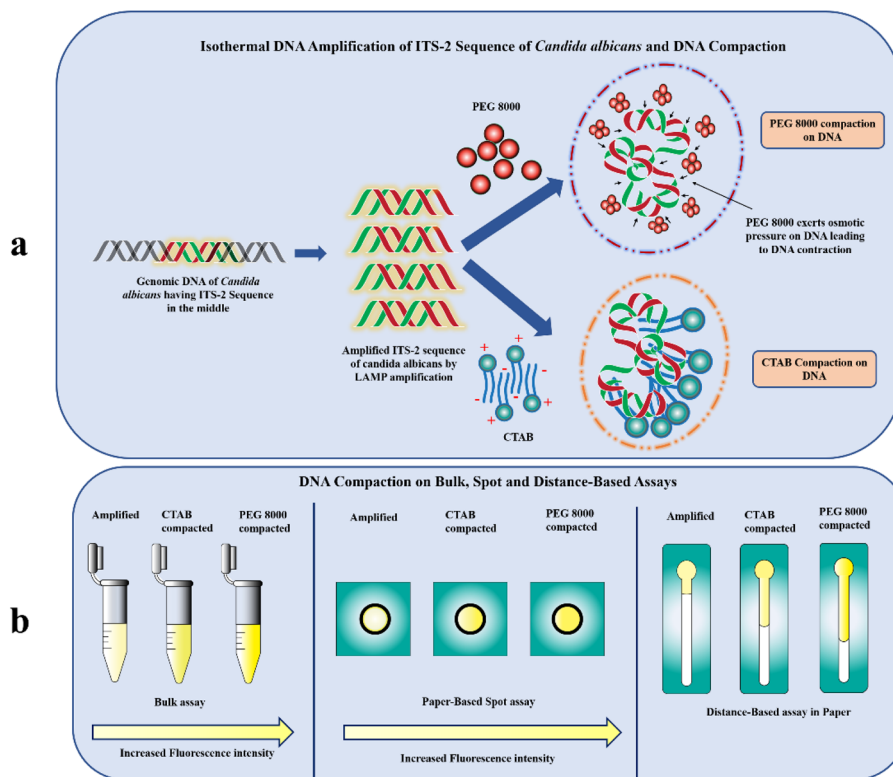 a
Isothermal DNA Amplification of ITS-2 Sequence of Candida albicans and DNA Compaction
PEG 8000
PEG 8000 compaction
on DNA
PEG 8000 exerts osmotic
pressure on DNA leading
to DNA contraction
Genomic DNA of Candida
albicans having ITS-2 Sequence
in the middle
Amplified ITS-2 sequence
of candida albicans by
LAMP amplification
+ +
- -
- -
+ +
CTAB
CTAB Compaction on
DNA
b
DNA Compaction on Bulk, Spot and Distance-Based Assays
Amplified
CTAB
compacted
PEG 8000
compacted
Bulk assay
Increased Fluorescence intensity
Amplified
CTAB
compacted
PEG 8000
compacted
Paper-Based Spot assay
Increased Fluorescence intensity
Amplified
CTAB
compacted
PEG 8000
compacted
Distance-Based assay in Paper